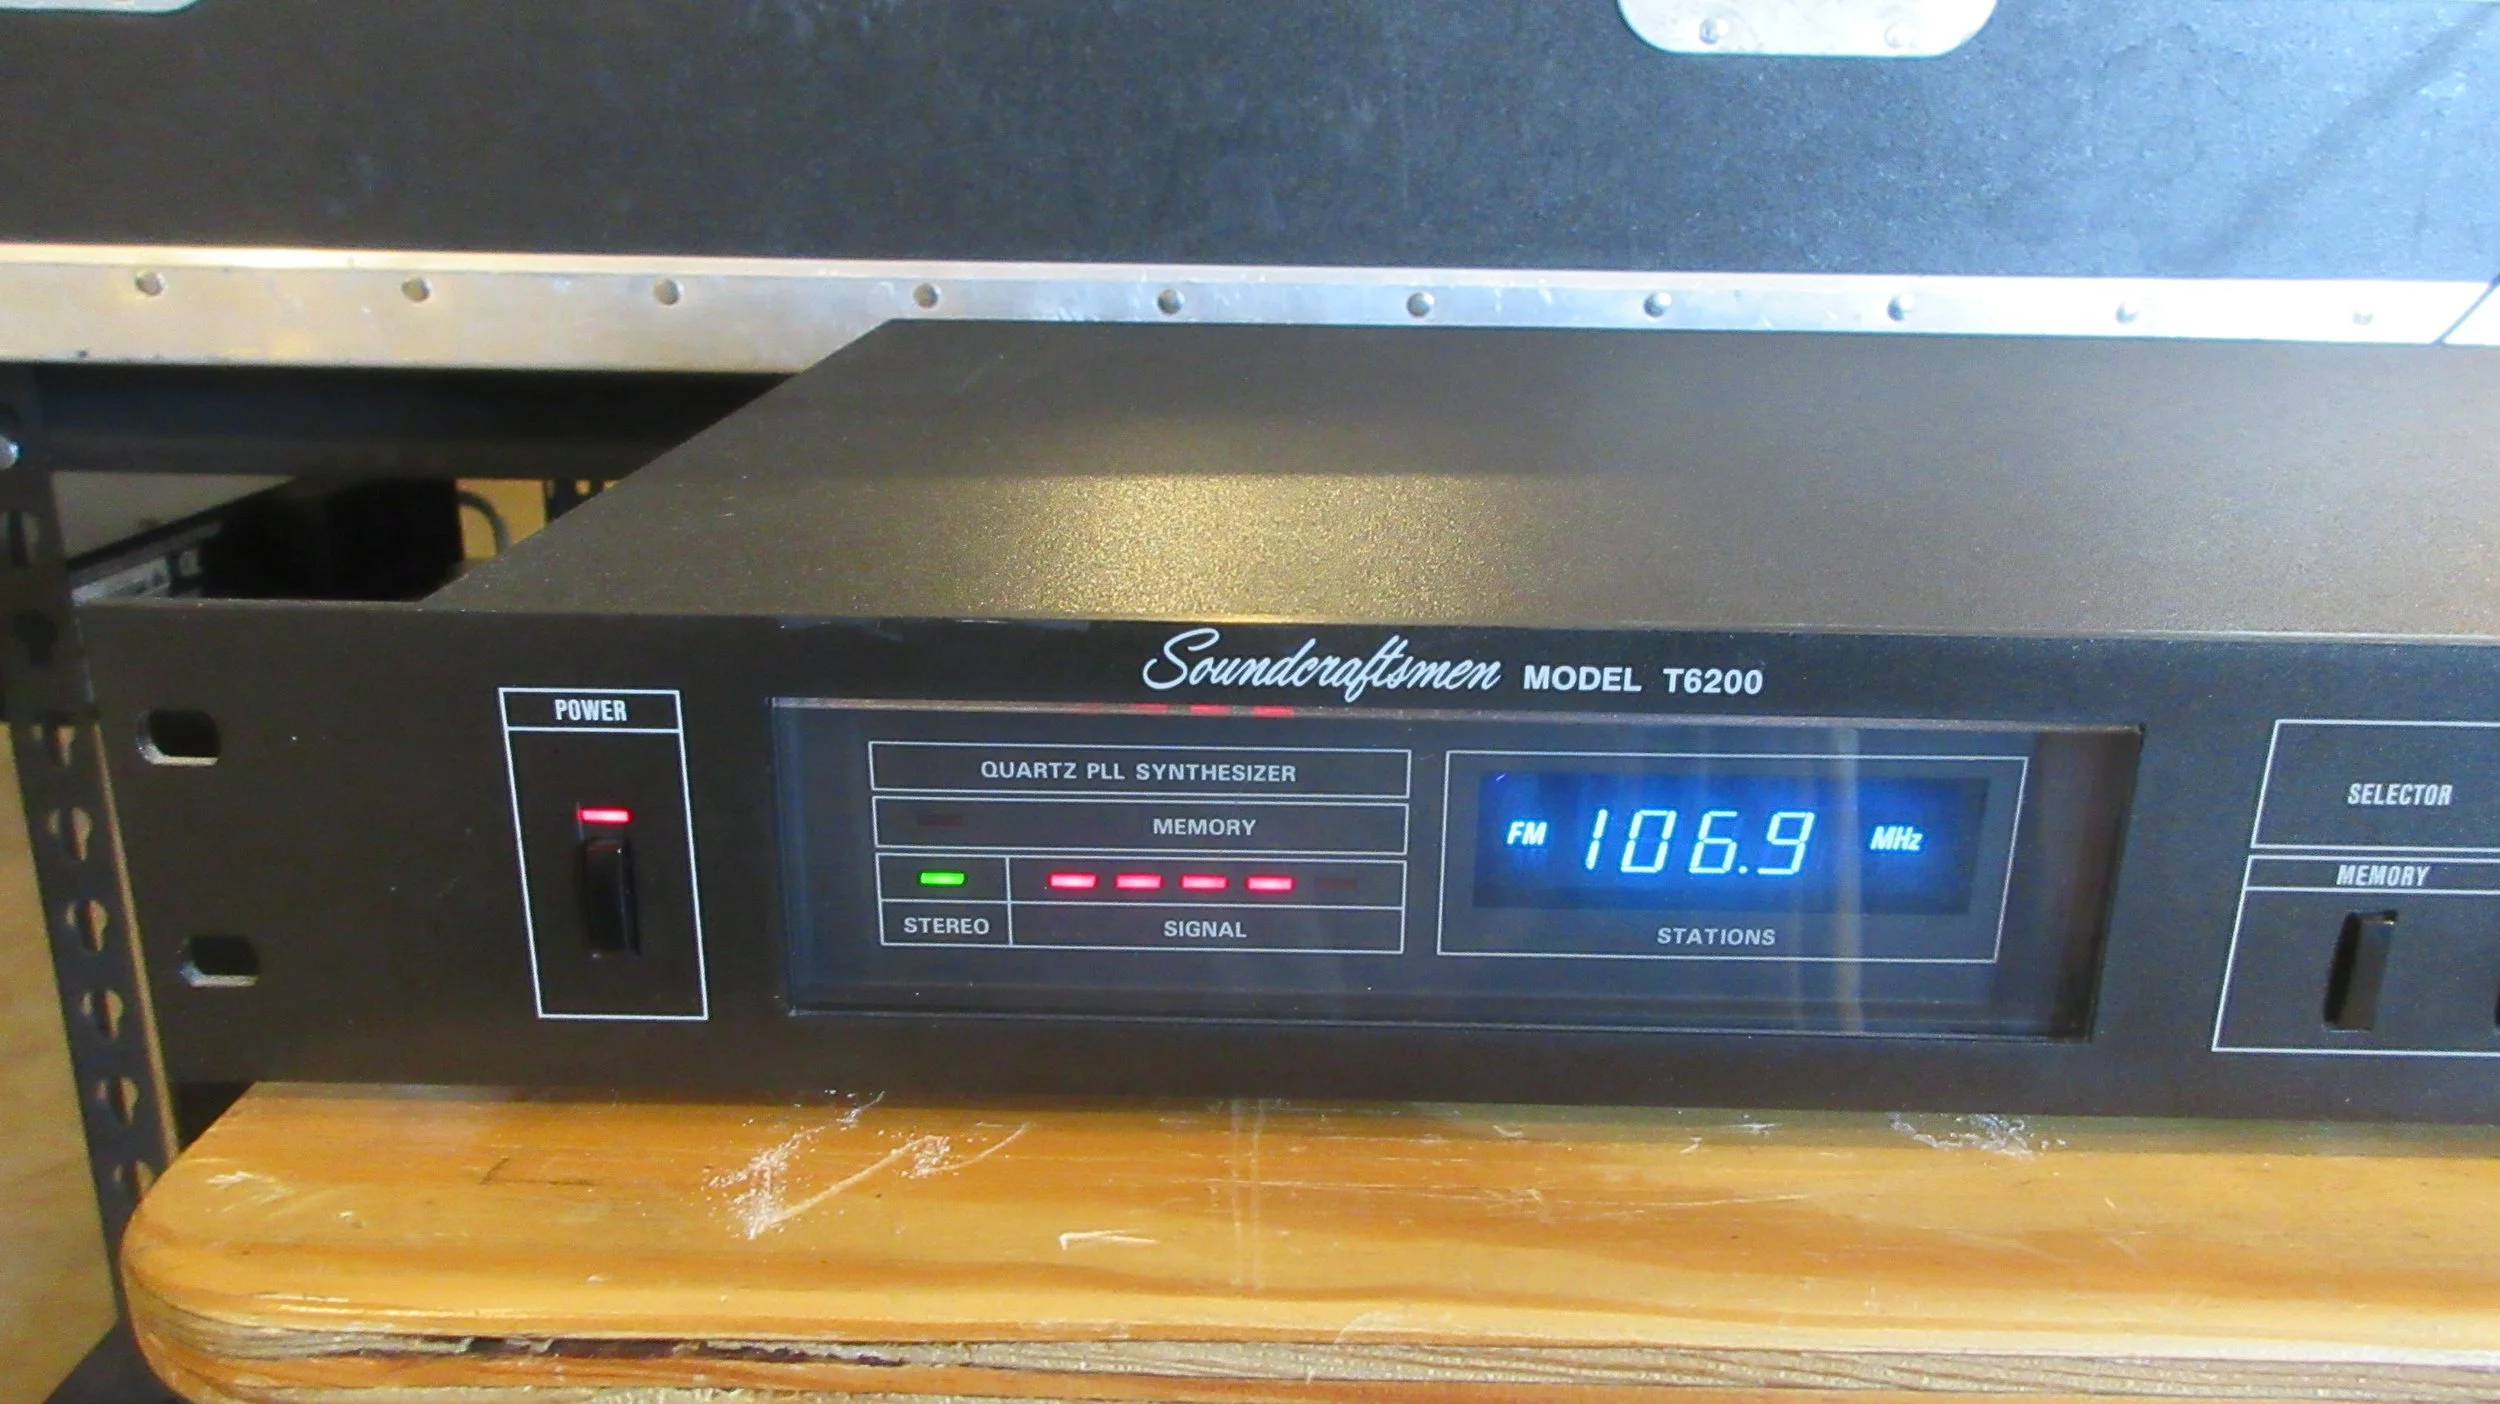 Soundcraftsmen MODEL T6200
POWER
QUARTZ PLL SYNTHESIZER
MEMORY
STEREO
SIGNAL
FM 106.9 MHz
STATIONS
SELECTOR
MEMORY